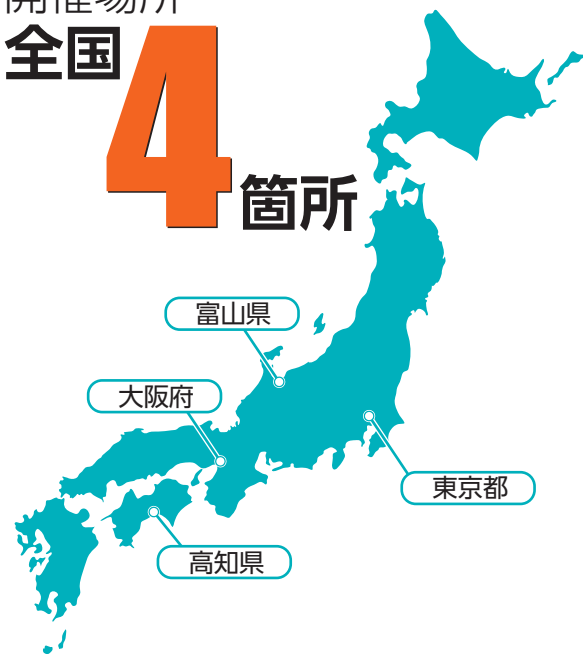 開催場所
全国4箇所
富山県
大阪府
東京都
高知県